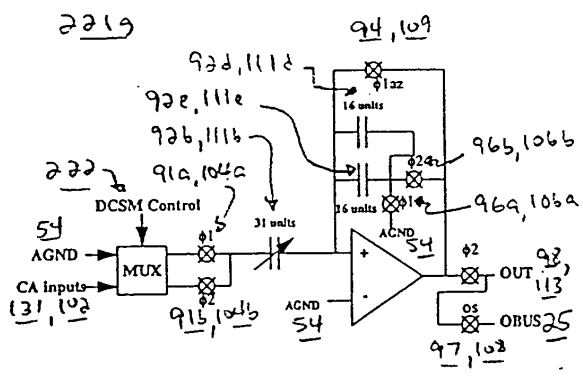 221g
94, 109
92d, 111d
φ1az
92e, 111e
16 units
92b, 111b
96b, 106b
91a, 104a
φ2az
222
DCSM Control
31 units
16 units
φ1
96a, 106a
54
φ1
AGND
54
AGND
MUX
+
φ2
98, 113
OUT
CA inputs
131, 102
φ2
91b, 104b
AGND
54
-
OS
OBUS
25
97, 108